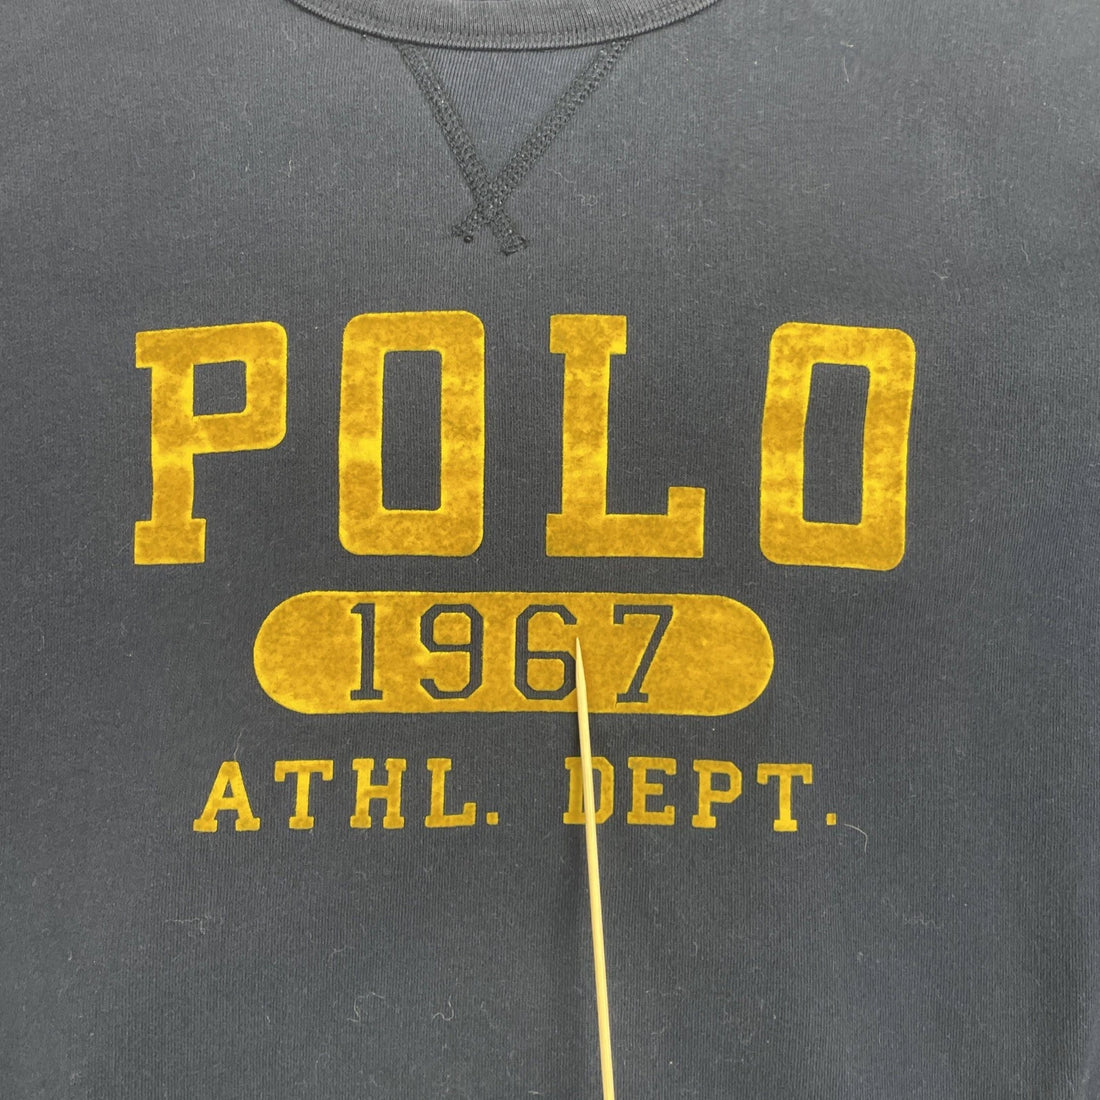 POLO
1967
ATHL. DEPT.